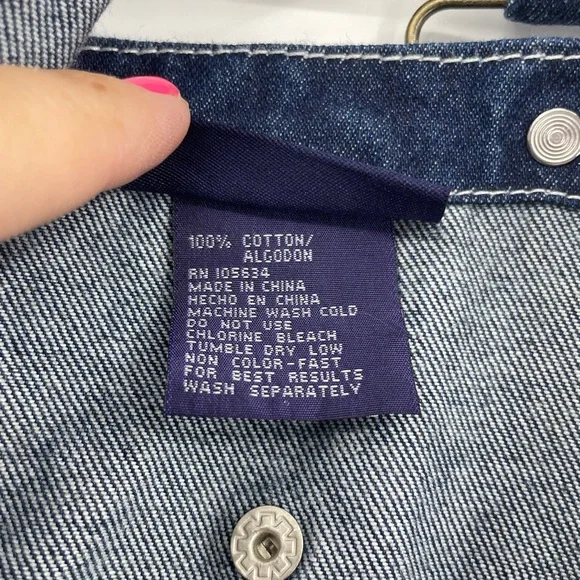 100% COTTON/
ALGODON
RN 105634
MADE IN CHINA
HECHO EN CHINA
MACHINE WASH COLD
DO NOT USE
CHLORINE BLEACH
TUMBLE DRY LOW
NON COLOR-FAST
FOR BEST RESULTS
WASH SEPARATELY